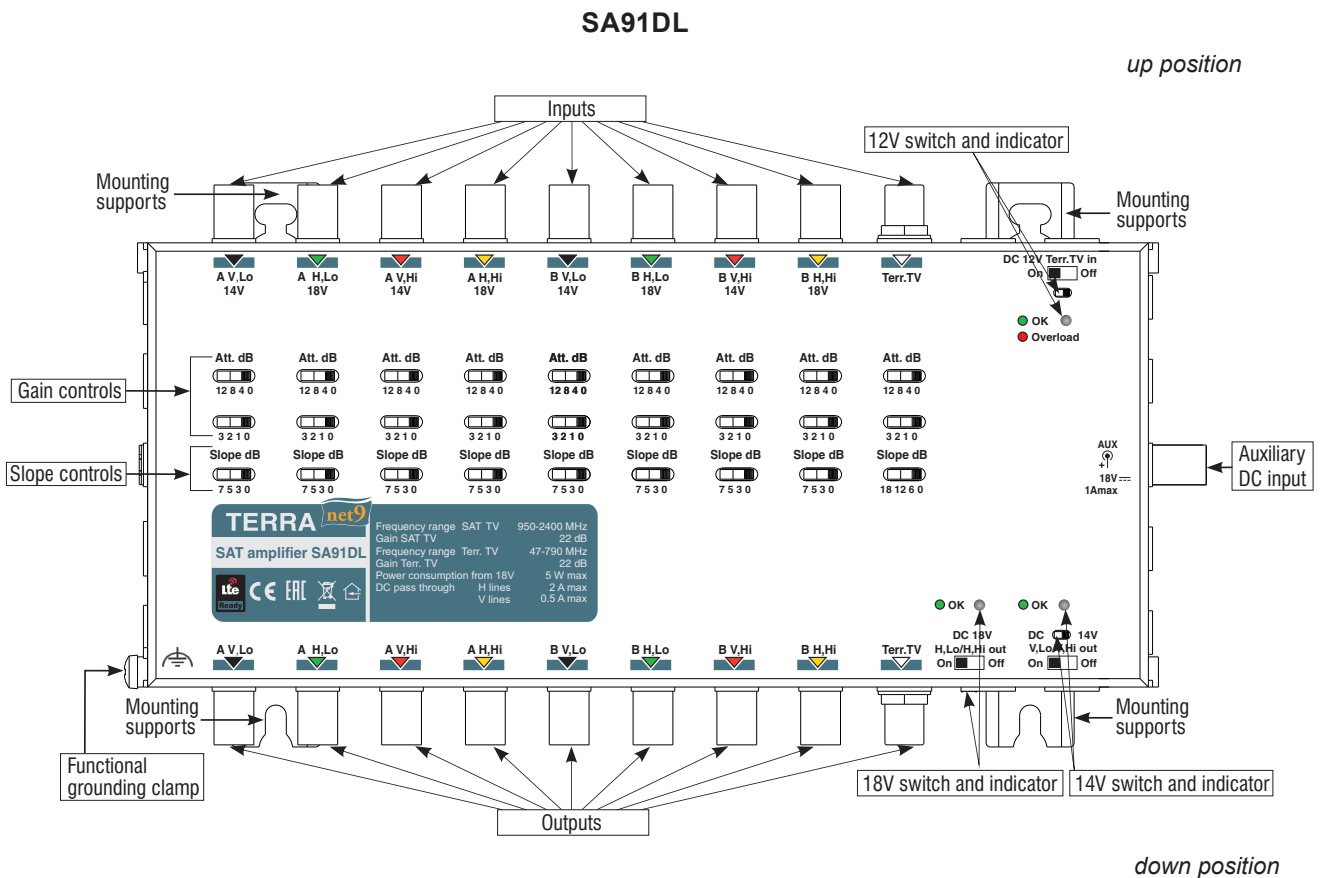 SA91DL
up position
Inputs
12V switch and indicator
Mounting
supports
Mounting
supports
DC 12V Terr.TV in
On Off
A V,Lo
14V
A H,Lo
18V
A V,Hi
14V
A H,Hi
18V
B V,Lo
14V
B H,Lo
18V
B V,Hi
14V
B H,Hi
18V
Terr.TV
OK
Overload
Gain controls
Att. dB Att. dB Att. dB Att. dB Att. dB Att. dB Att. dB Att. dB Att. dB
12 8 4 0 12 8 4 0 12 8 4 0 12 8 4 0 12 8 4 0 12 8 4 0 12 8 4 0 12 8 4 0 12 8 4 0
3 2 1 0 3 2 1 0 3 2 1 0 3 2 1 0 3 2 1 0 3 2 1 0 3 2 1 0 3 2 1 0 3 2 1 0
Slope controls
Slope dB Slope dB Slope dB Slope dB Slope dB Slope dB Slope dB Slope dB Slope dB
7 5 3 0 7 5 3 0 7 5 3 0 7 5 3 0 7 5 3 0 7 5 3 0 7 5 3 0 7 5 3 0 18 12 6 0
AUX
+
18V
1Amax
Auxiliary
DC input
TERRA net9
SAT amplifier SA91DL
Lte
Ready
CE EAC
Frequency range SAT TV 950-2400 MHz
Gain SAT TV 22 dB
Frequency range Terr. TV 47-790 MHz
Gain Terr. TV 22 dB
Power consumption from 18V 5 W max
DC pass through H lines 2 A max
V lines 0.5 A max
OK
OK
DC 18V
H,Lo/H,Hi out
On Off
DC 14V
V,Lo/V,Hi out
On Off
A V,Lo A H,Lo A V,Hi A H,Hi B V,Lo B H,Lo B V,Hi B H,Hi Terr.TV
Mounting
supports
Mounting
supports
Functional
grounding clamp
18V switch and indicator
14V switch and indicator
Outputs
down position